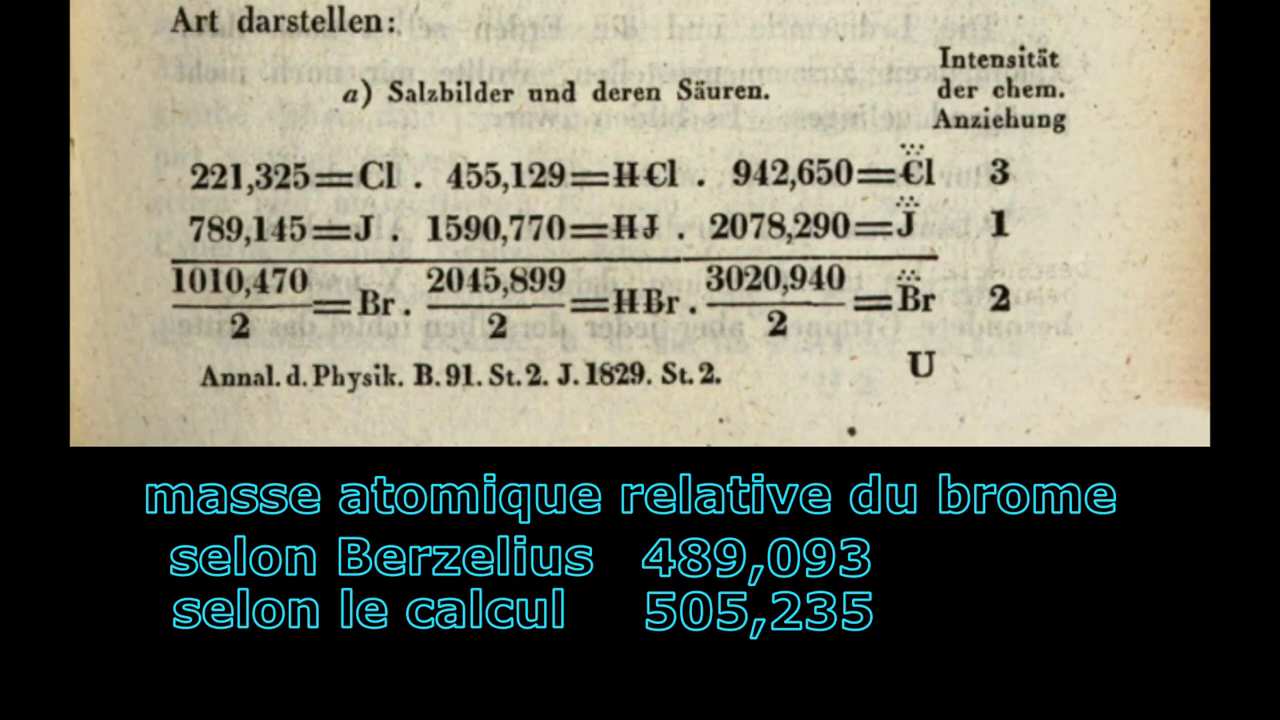 Art darstellen:
Intensität
der chem.
Anziehung
a) Salzbilder und deren Säuren.
221,325=Cl . 455,129=HCl . 942,650=C̶l 3
789,145=J . 1590,770=HJ . 2078,290=J 1
1010,470/2 =Br. 2045,899/2 =HBr. 3020,940/2 =Br 2
Annal. d. Physik. B. 91. St. 2. J. 1829. St. 2. U
masse atomique relative du brome
selon Berzelius 489,093
selon le calcul 505,235